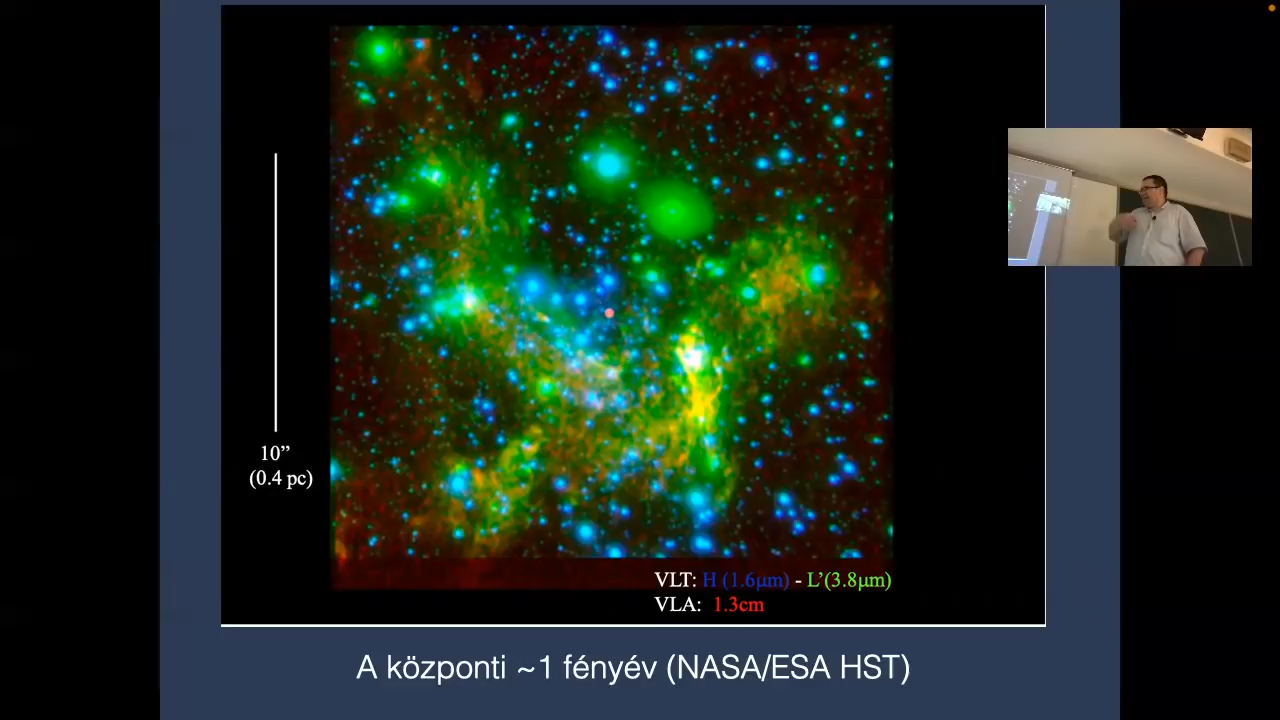 10”
(0.4 pc)
VLT: H (1.6μm) - L’(3.8μm)
VLA: 1.3cm
A központi ~1 fényév (NASA/ESA HST)